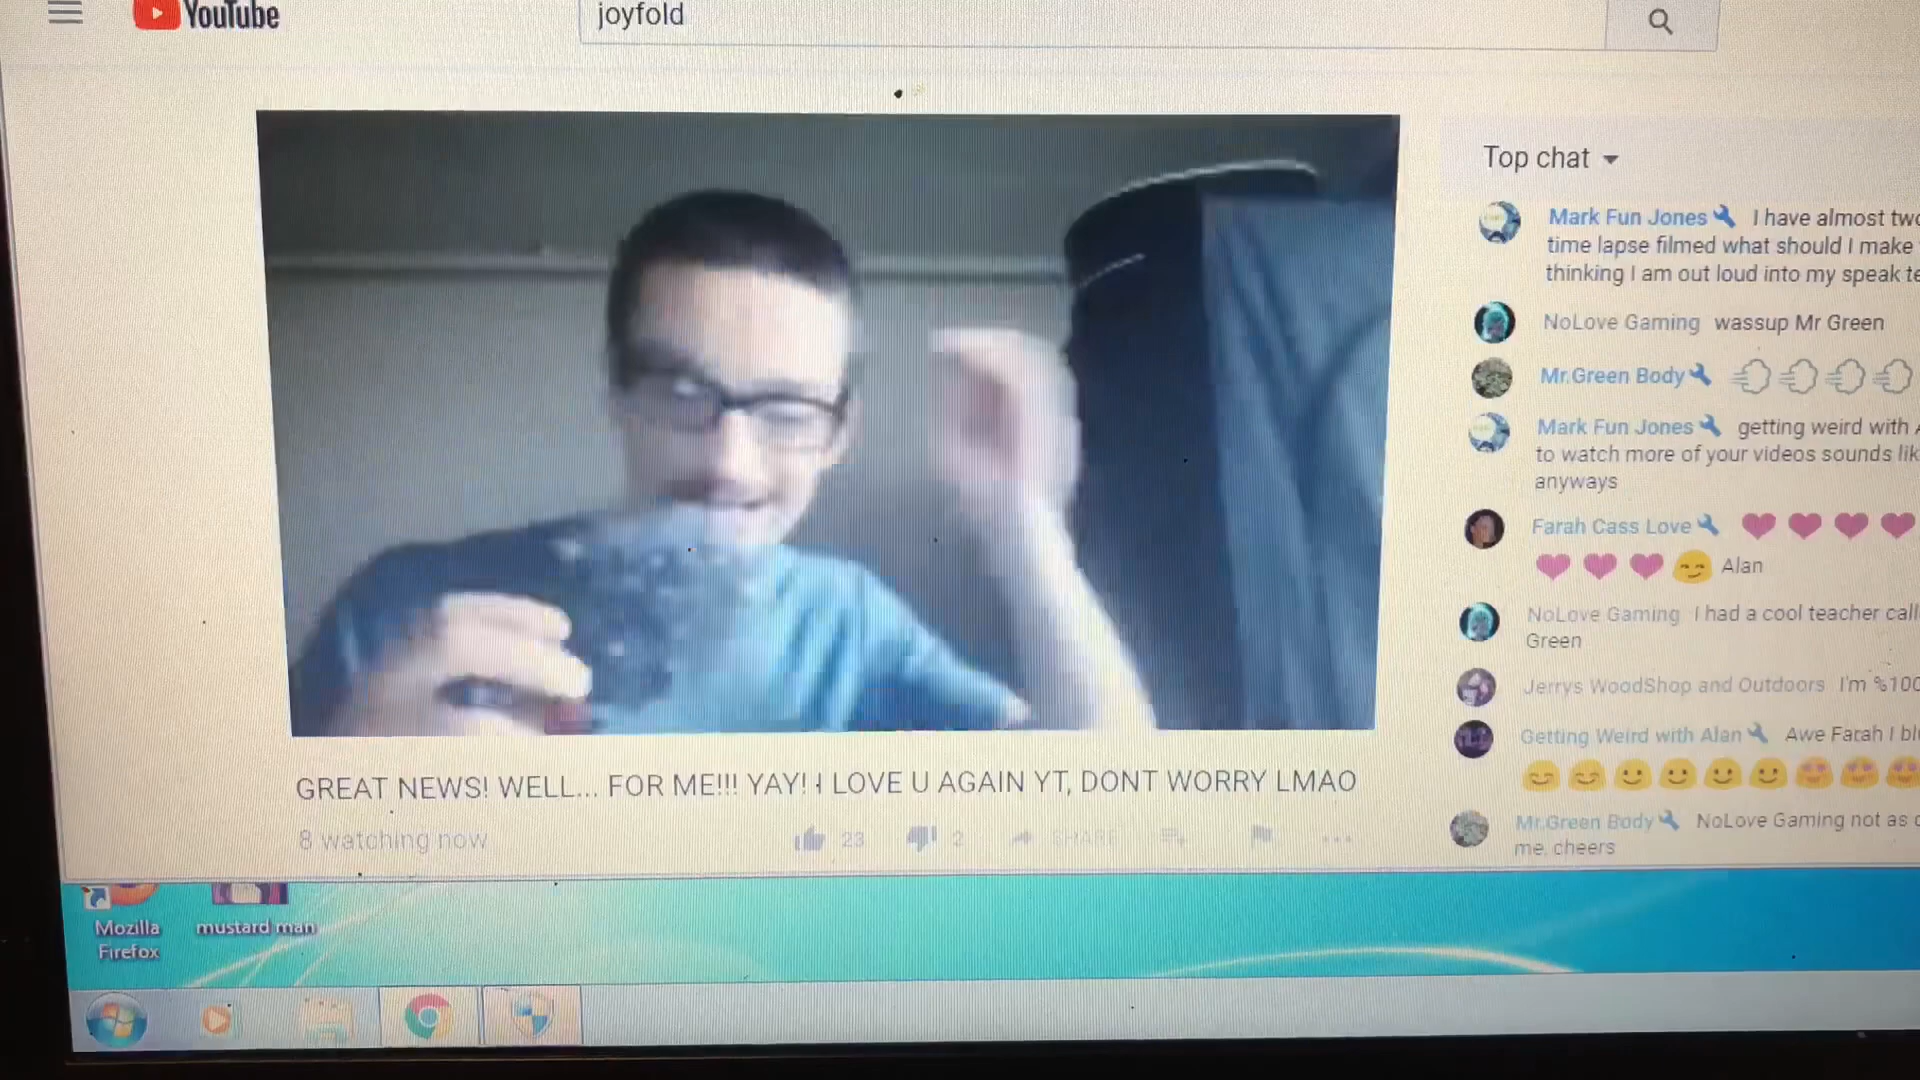 YouTube
joyfold
GREAT NEWS! WELL... FOR ME!!! YAY! I LOVE U AGAIN YT, DONT WORRY LMAO
8 watching now
23
2
SHARE
Top chat
Mark Fun Jones I have almost two
time lapse filmed what should I make
thinking I am out loud into my speak te
NoLove Gaming wassup Mr Green
Mr.Green Body
Mark Fun Jones getting weird with A
to watch more of your videos sounds lik
anyways
Farah Cass Love
Alan
NoLove Gaming I had a cool teacher call
Green
Jerrys WoodShop and Outdoors I'm %100
Getting Weird with Alan Awe Farah I bl
Mr.Green Body NoLove Gaming not as
me, cheers
Mozilla
Firefox
mustard man